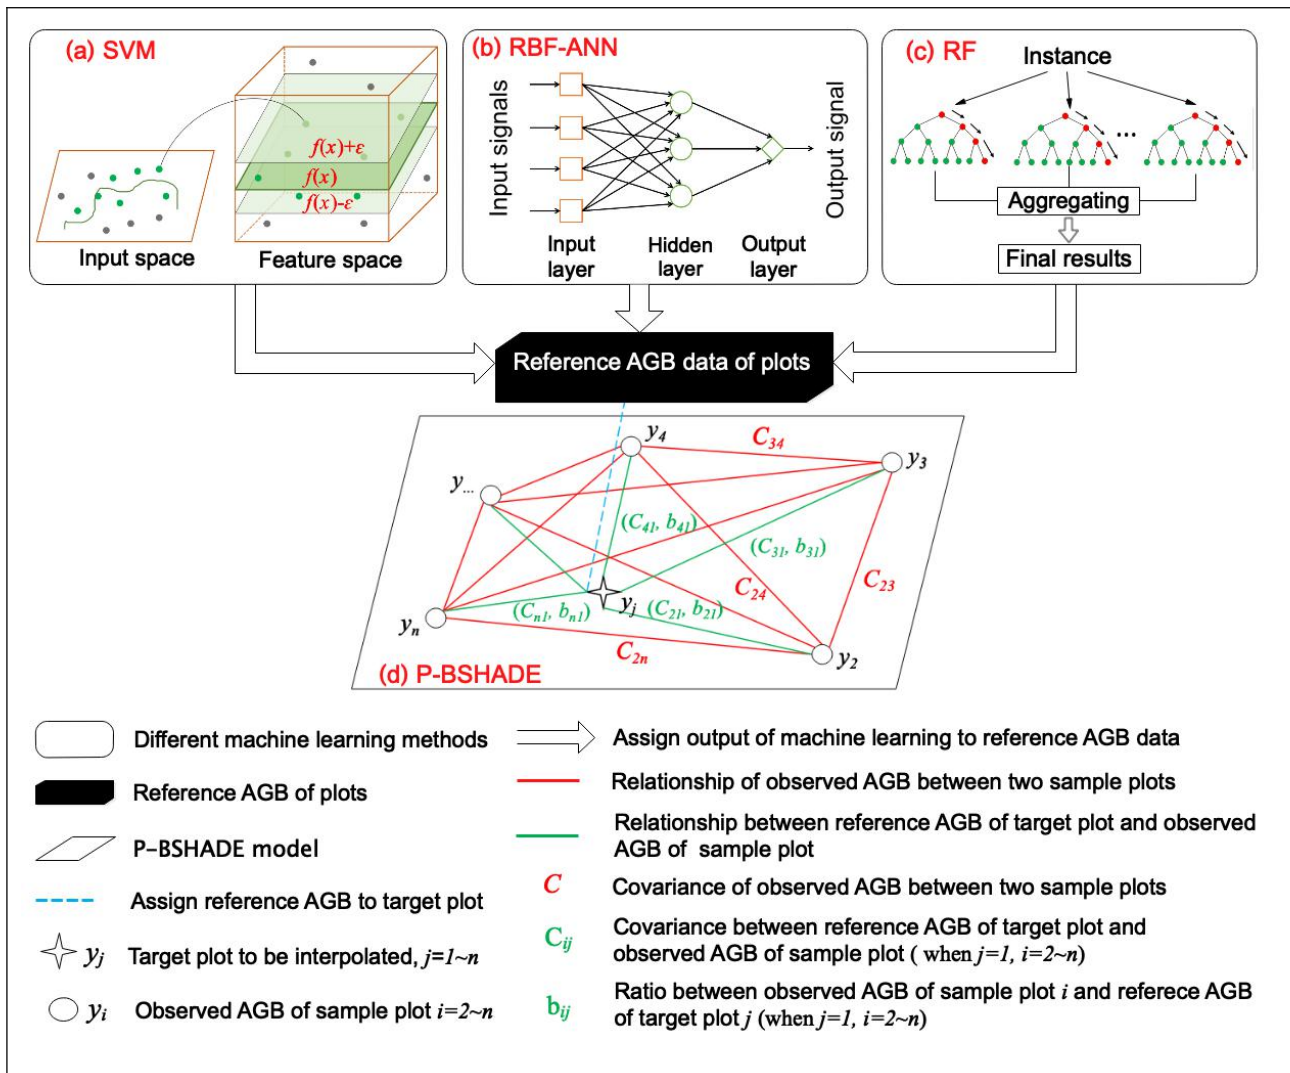 (a) SVM
f(x)+ε
f(x)
f(x)-ε
Input space
Feature space
(b) RBF-ANN
Input signals
Output signal
Input
layer
Hidden
layer
Output
layer
(c) RF
Instance
...
Aggregating
Final results
Reference AGB data of plots
y4
C34
y3
y...
(C41, b41)
(C31, b31)
C24
C23
(Cn1, bn1)
yj
(C21, b21)
yn
C2n
y2
(d) P-BSHADE
Different machine learning methods
Reference AGB of plots
P-BSHADE model
Assign reference AGB to target plot
yj Target plot to be interpolated, j=1~n
yi Observed AGB of sample plot i=2~n
Assign output of machine learning to reference AGB data
Relationship of observed AGB between two sample plots
Relationship between reference AGB of target plot and observed
AGB of sample plot
C Covariance of observed AGB between two sample plots
Cij Covariance between reference AGB of target plot and
observed AGB of sample plot ( when j=1, i=2~n)
bij Ratio between observed AGB of sample plot i and referece AGB
of target plot j (when j=1, i=2~n)